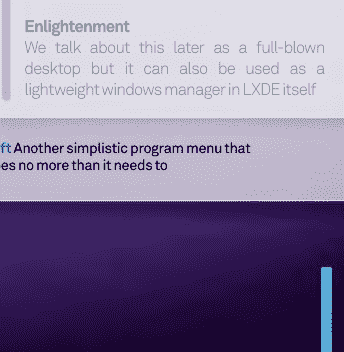 Enlightenment
We talk about this later as a full-blown
desktop but it can also be used as a
lightweight windows manager in LXDE itself
Another simplistic program menu that
no more than it needs to